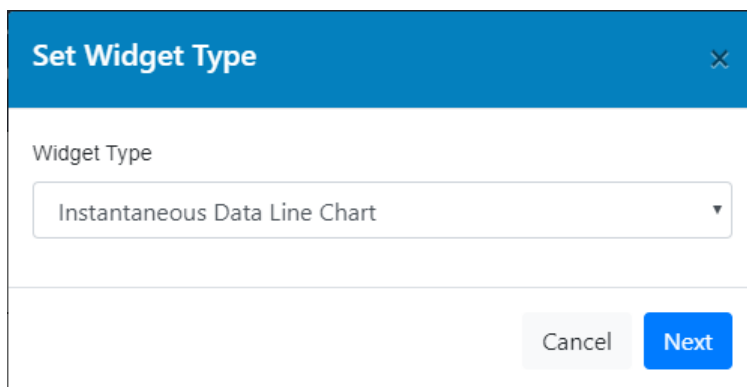 Set Widget Type
Widget Type
Instantaneous Data Line Chart
Cancel Next